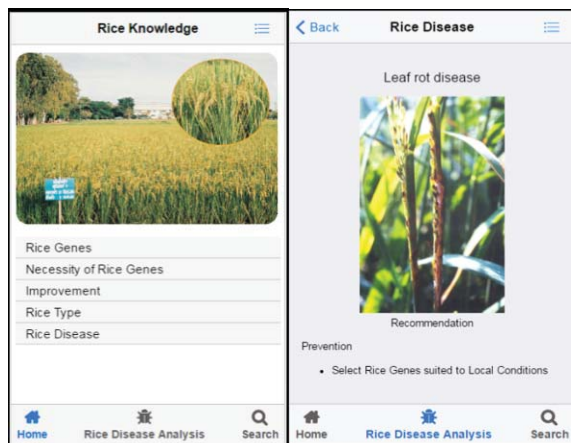 Rice Knowledge
Rice Genes
Necessity of Rice Genes
Improvement
Rice Type
Rice Disease
Home Rice Disease Analysis Search
Back Rice Disease
Leaf rot disease
Recommendation
Prevention
• Select Rice Genes suited to Local Conditions
Home Rice Disease Analysis Search